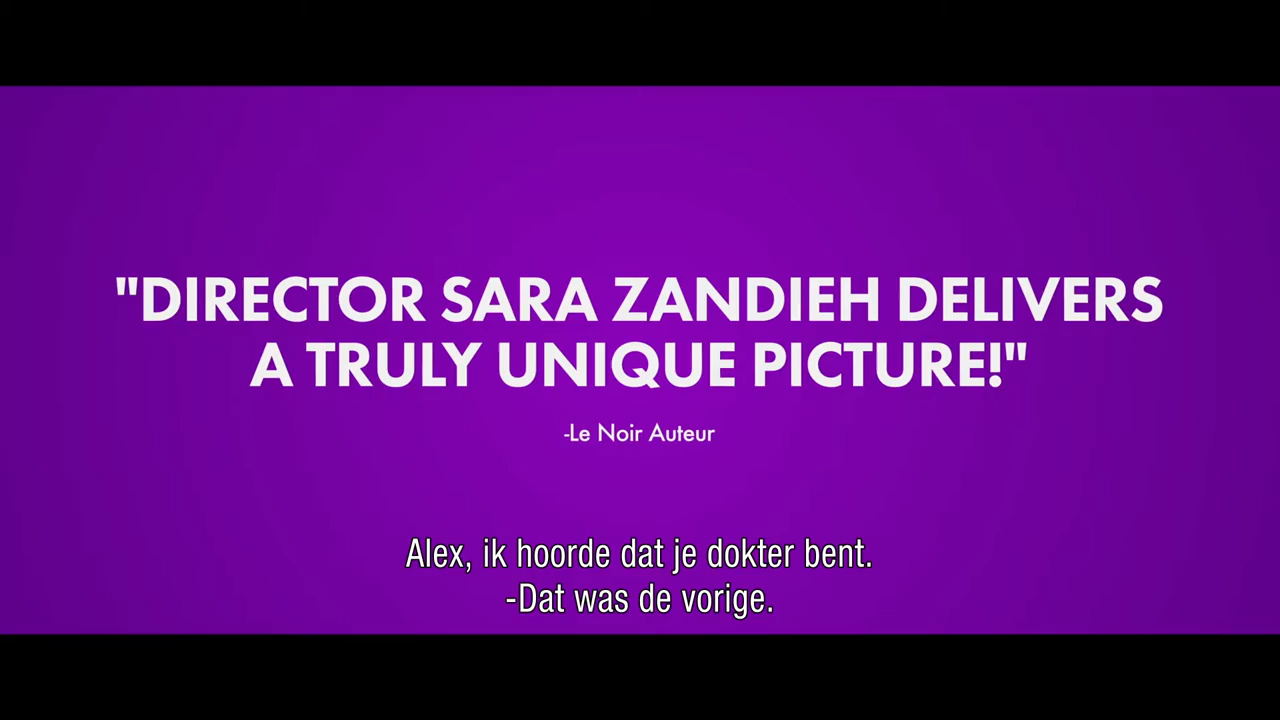 "DIRECTOR SARA ZANDIEH DELIVERS
A TRULY UNIQUE PICTURE!"
-Le Noir Auteur
Alex, ik hoorde dat je dokter bent.
-Dat was de vorige.